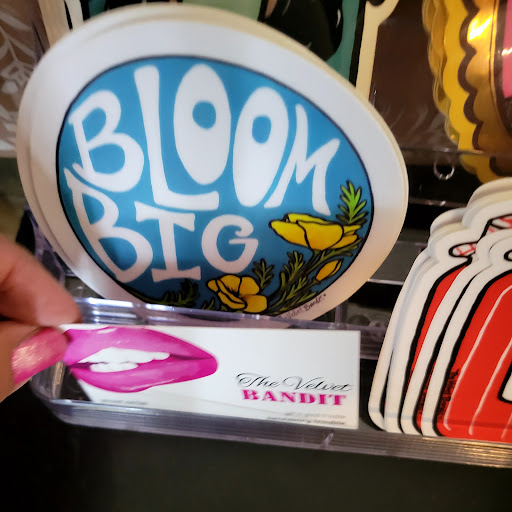 BLOOM
BIG
The Velvet
BANDIT